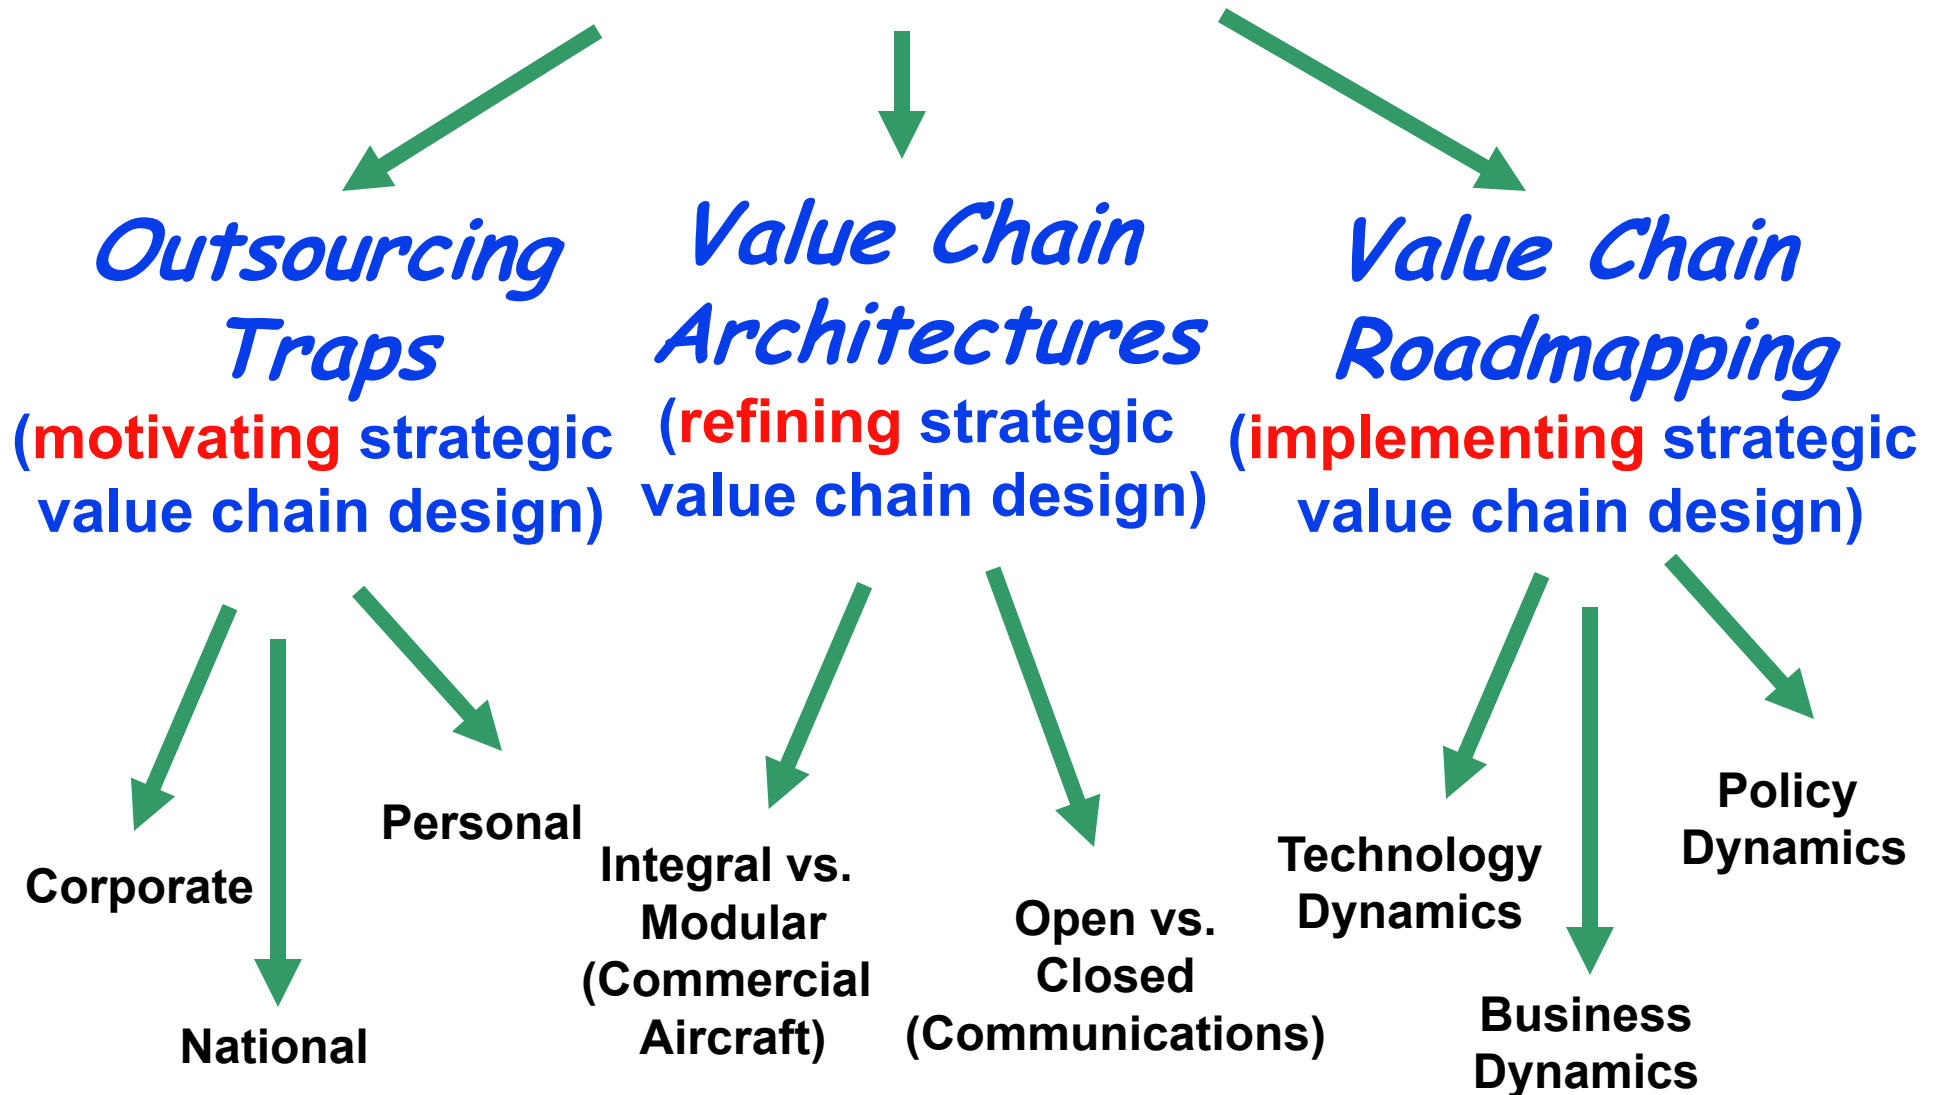 Outsourcing
Traps
(motivating strategic
value chain design)
Value Chain
Architectures
(refining strategic
value chain design)
Value Chain
Roadmapping
(implementing strategic
value chain design)
Corporate
National
Personal
Integral vs.
Modular
(Commercial
Aircraft)
Open vs.
Closed
(Communications)
Technology
Dynamics
Business
Dynamics
Policy
Dynamics